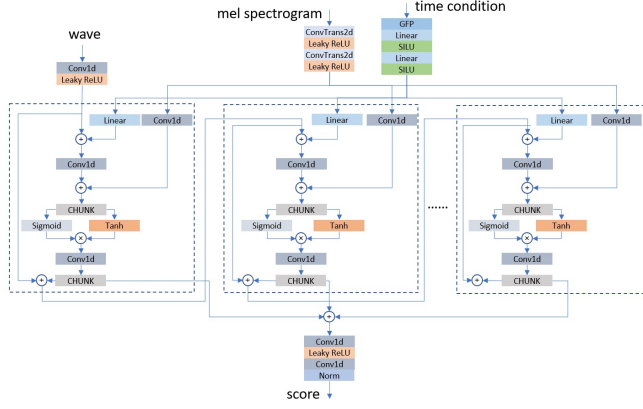 mel spectrogram
time condition
wave
ConvTrans2d
Leaky ReLU
ConvTrans2d
Leaky ReLU
GFP
Linear
SILU
Linear
SILU
Conv1d
Leaky ReLU
Linear
Conv1d
+
Conv1d
+
CHUNK
Sigmoid
Tanh
×
Conv1d
+
CHUNK
Linear
Conv1d
+
Conv1d
+
CHUNK
Sigmoid
Tanh
×
Conv1d
+
CHUNK
......
Linear
Conv1d
+
Conv1d
+
CHUNK
Sigmoid
Tanh
×
Conv1d
+
CHUNK
+
Conv1d
Leaky ReLU
Conv1d
Norm
score